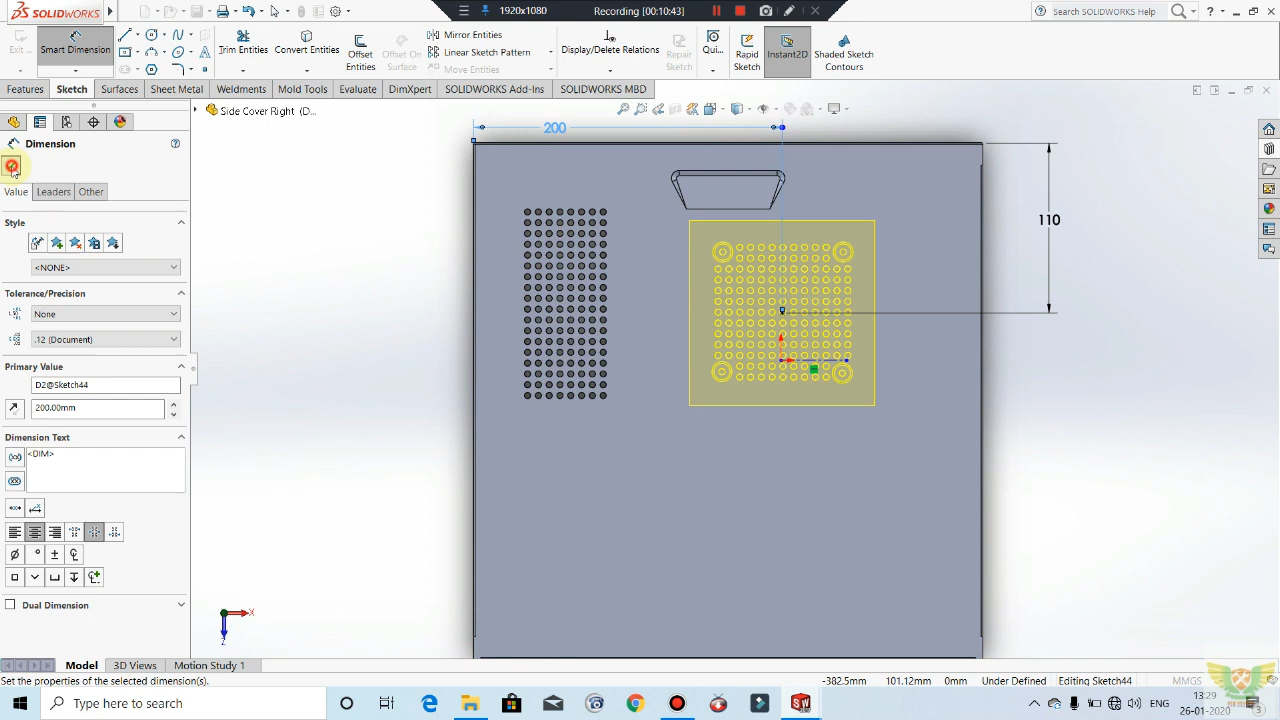 SOLIDWORKS
1920x1080
Recording [00:10:43]
Search SOLIDWORKS Help
Exit...
Smart Dimension
Trim Entities
Convert Entities
Offset Entities
Offset On Surface
Mirror Entities
Linear Sketch Pattern
Move Entities
Display/Delete Relations
Repair Sketch
Qui...
Rapid Sketch
Instant2D
Shaded Sketch Contours
Features
Sketch
Surfaces
Sheet Metal
Weldments
Mold Tools
Evaluate
DimXpert
SOLIDWORKS Add-Ins
SOLIDWORKS MBD
Side Cover Right (D...
Dimension
Value
Leaders
Other
Style
<NONE>
Tolerance/Precision
None
.12 (Document)
Primary Value
D2@Sketch44
200.00mm
Dimension Text
<DIM>
Dual Dimension
200
110
X
Z
Model
3D Views
Motion Study 1
Set the properties of the selected dimension(s).
-382.5mm
101.12mm
0mm
Under Defined
Editing Sketch44
MMGS
Type here to search
ENG
13:29
26-01-2020
3